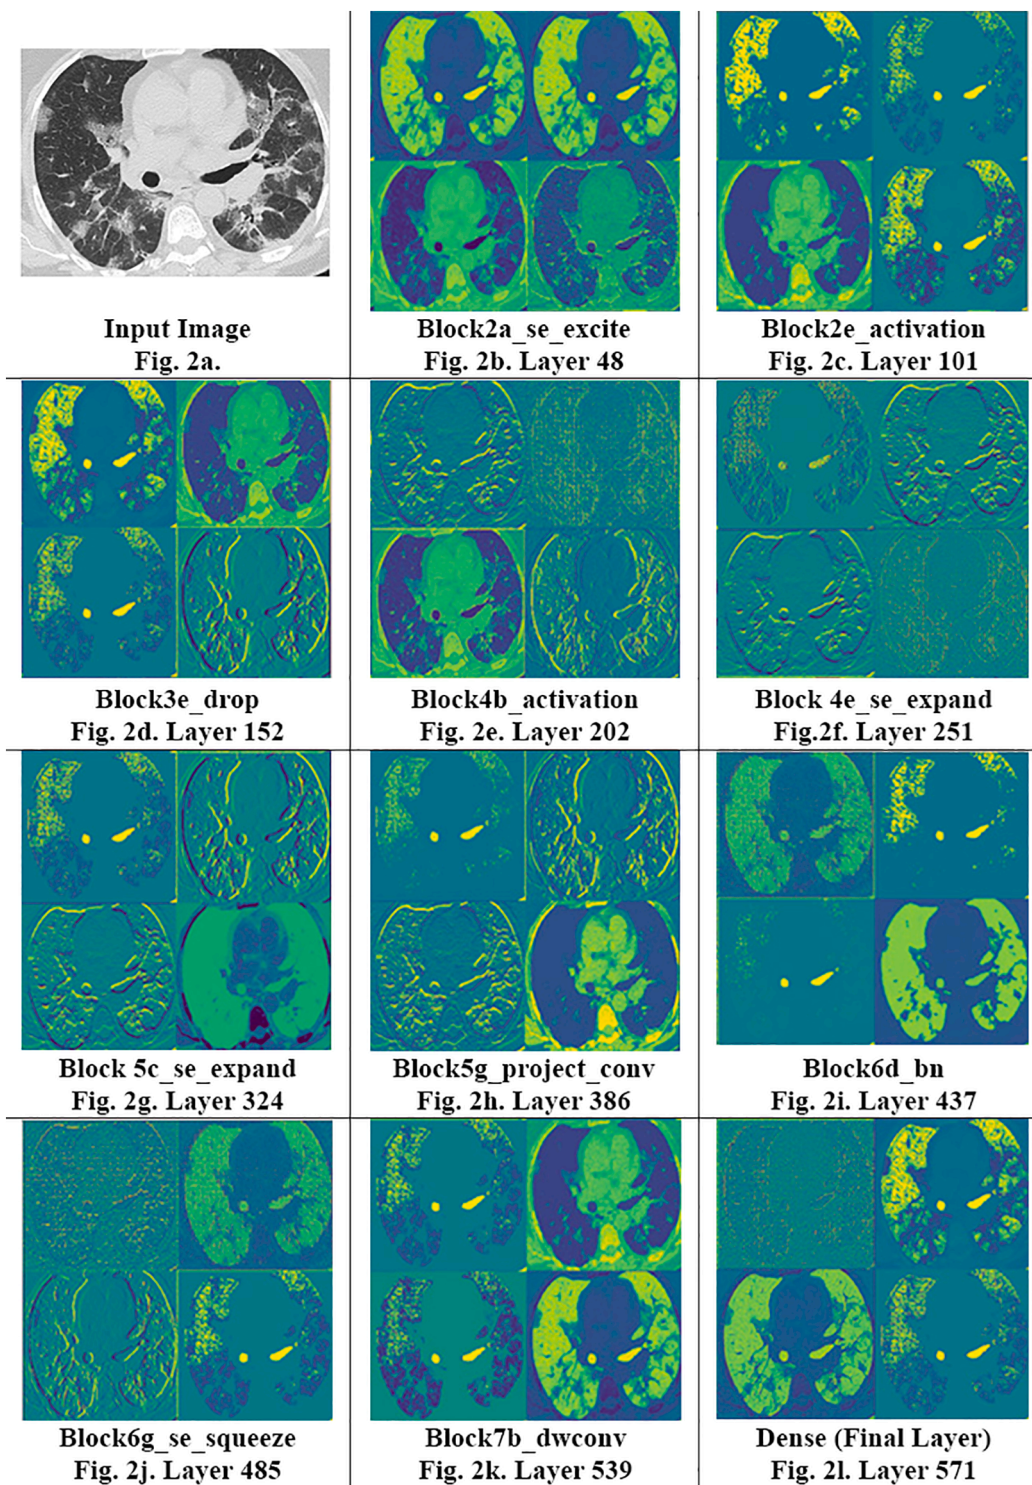 Input Image
Fig. 2a.
Block2a_se_excite
Fig. 2b. Layer 48
Block2e_activation
Fig. 2c. Layer 101
Block3e_drop
Fig. 2d. Layer 152
Block4b_activation
Fig. 2e. Layer 202
Block 4e_se_expand
Fig.2f. Layer 251
Block 5c_se_expand
Fig. 2g. Layer 324
Block5g_project_conv
Fig. 2h. Layer 386
Block6d_bn
Fig. 2i. Layer 437
Block6g_se_squeeze
Fig. 2j. Layer 485
Block7b_dwconv
Fig. 2k. Layer 539
Dense (Final Layer)
Fig. 2l. Layer 571